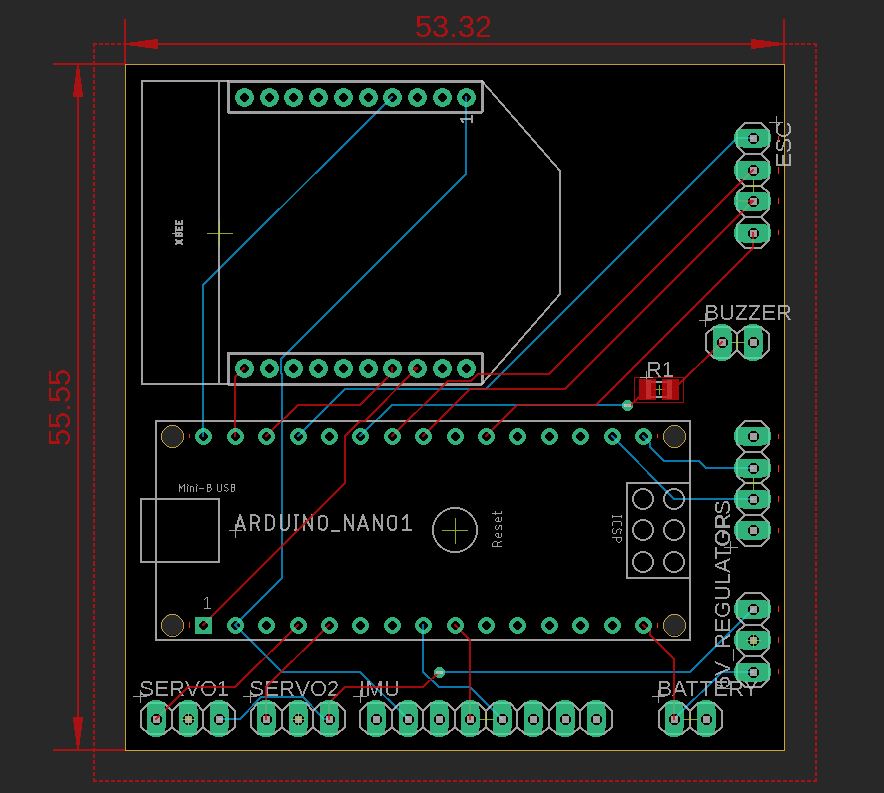 53.32
1
ESC
XBEE
BUZZER
R1
55.55
Mini-B USB
ARDUINO_NANO1
Reset
ICSP
1
5V_REGULATOR
SERVO1
SERVO2
IMU
BATTERY